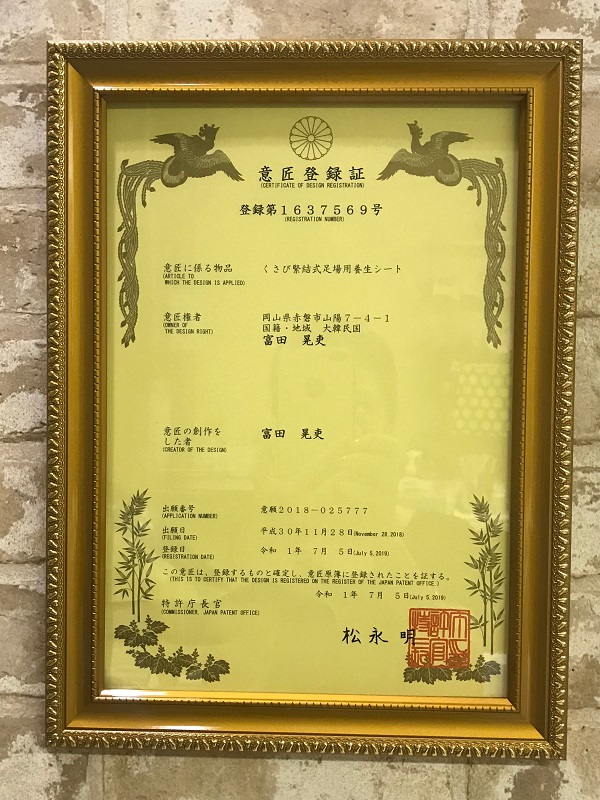 意匠登録証
(CERTIFICATE OF DESIGN REGISTRATION)
登録第1637569号
(REGISTRATION NUMBER)
意匠に係る物品 くさび緊結式足場用養生シート
(ARTICLE TO
WHICH THE DESIGN IS APPLIED)
意匠権者 岡山県赤磐市山陽7-4-1
(OWNER OF
THE DESIGN RIGHT)
国籍・地域 大韓民国
富田 晃吏
意匠の創作を
した者 富田 晃吏
(CREATOR OF THE DESIGN)
出願番号 意願2018-025777
(APPLICATION NUMBER)
出願日 平成30年11月28日(November 28,2018)
(FILING DATE)
登録日 令和 1年 7月 5日(July 5,2019)
(REGISTRATION DATE)
この意匠は、登録するものと確定し、意匠原簿に登録されたことを証する。
(THIS IS TO CERTIFY THAT THE DESIGN IS REGISTERED ON THE REGISTER OF THE JAPAN PATENT OFFICE.)
令和 1年 7月 5日(July 5,2019)
特許庁長官
(COMMISSIONER, JAPAN PATENT OFFICE)
松永 明